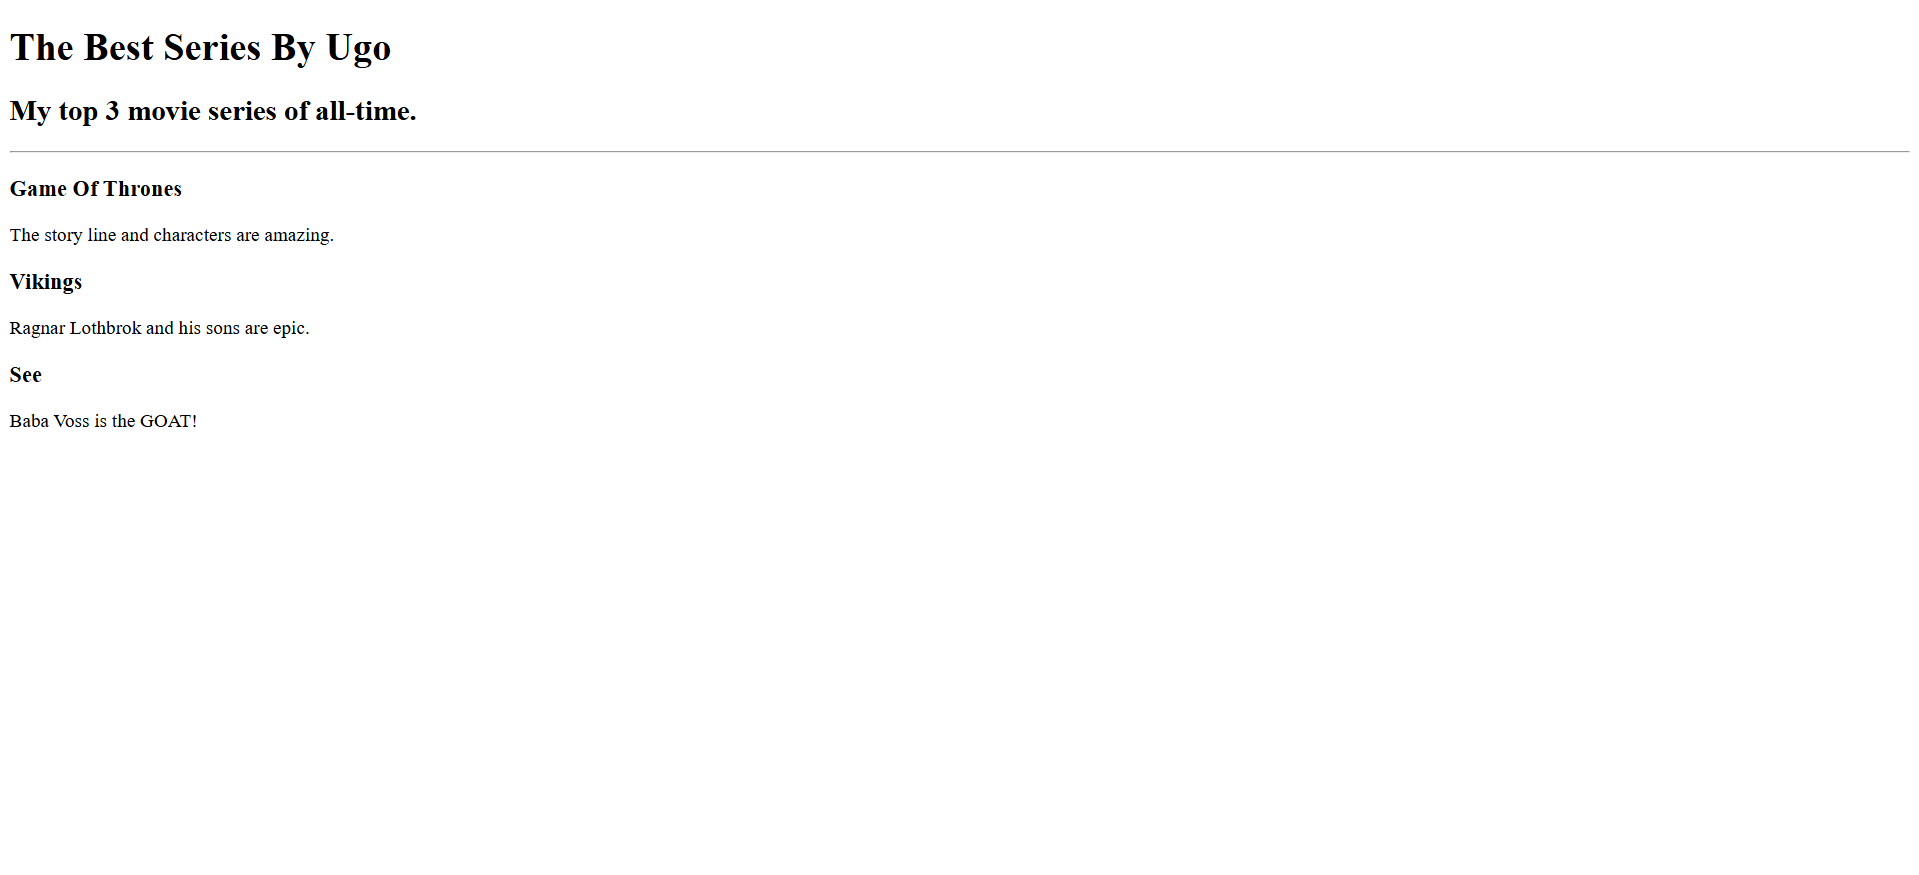 The Best Series By Ugo
My top 3 movie series of all-time.
Game Of Thrones
The story line and characters are amazing.
Vikings
Ragnar Lothbrok and his sons are epic.
See
Baba Voss is the GOAT!